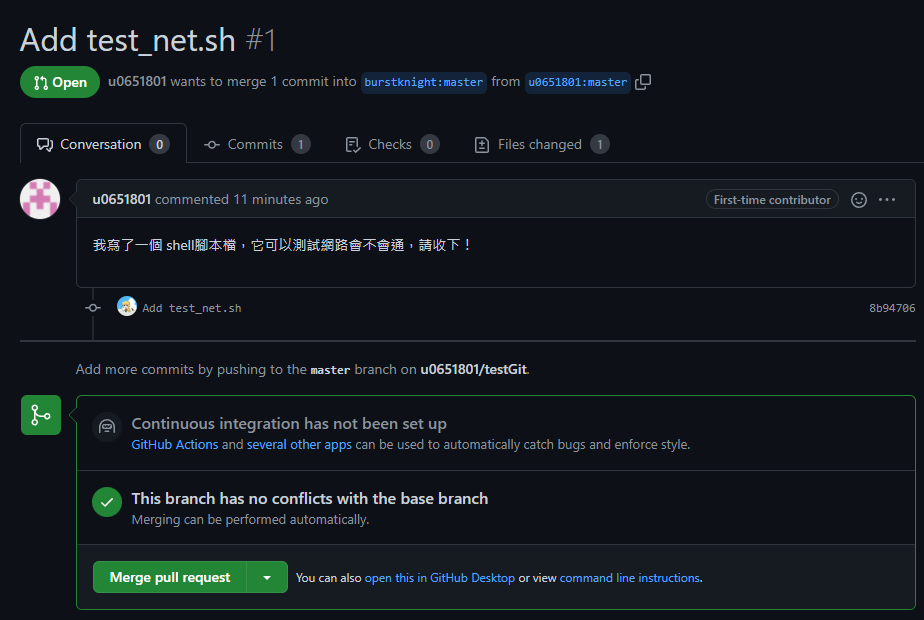 Add test_net.sh #1
Open u0651801 wants to merge 1 commit into burstknight:master from u0651801:master
Conversation 0 Commits 1 Checks 0 Files changed 1
u0651801 commented 11 minutes ago First-time contributor
我寫了一個 shell腳本檔，它可以測試網路會不會通，請收下！
Add test_net.sh 8b94706
Add more commits by pushing to the master branch on u0651801/testGit.
Continuous integration has not been set up
GitHub Actions and several other apps can be used to automatically catch bugs and enforce style.
This branch has no conflicts with the base branch
Merging can be performed automatically.
Merge pull request You can also open this in GitHub Desktop or view command line instructions.